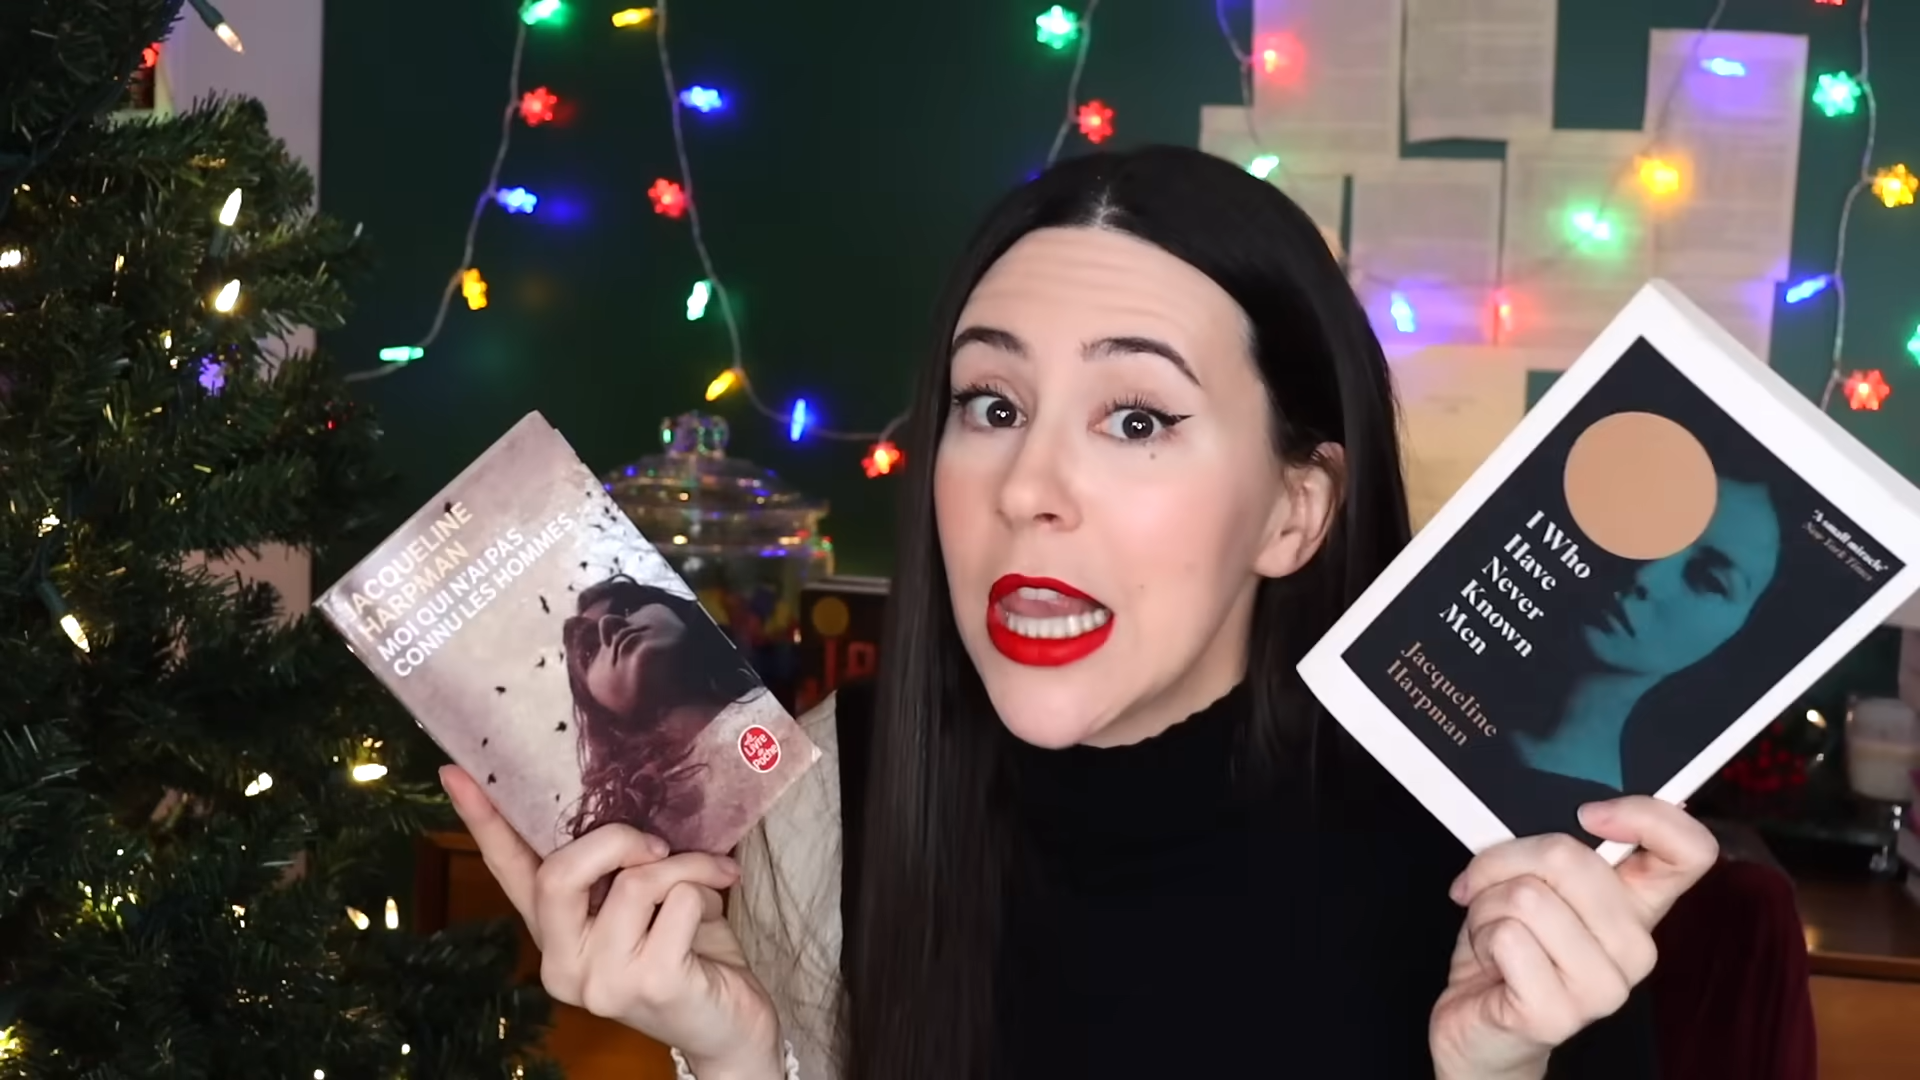 JACQUELINE
HARPMAN
MOI QUI N'AI PAS
CONNU LES HOMMES
Le
Livre
de
Poche
I Who
Have
Never
Known
Men
Jacqueline
Harpman
'A small miracle'
New York Times